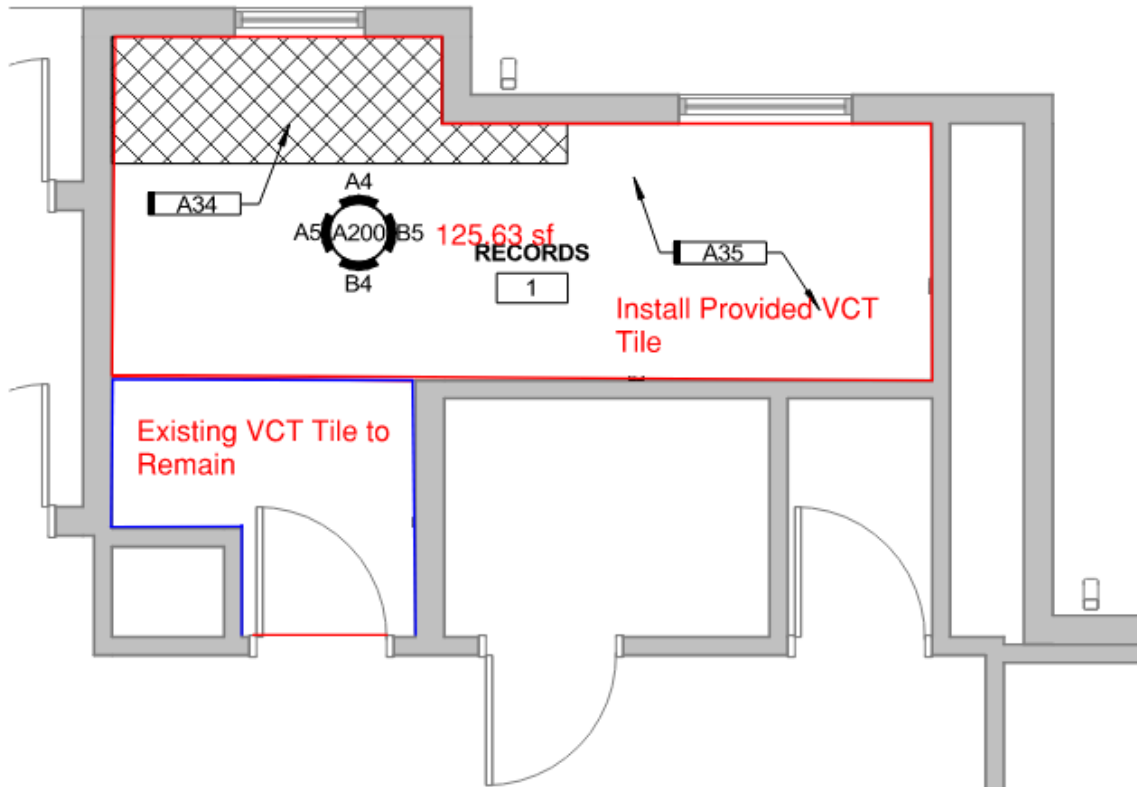 A34
A4
A5 A200 B5
B4
125.63 sf
RECORDS
1
A35
Install Provided VCT
Tile
Existing VCT Tile to
Remain